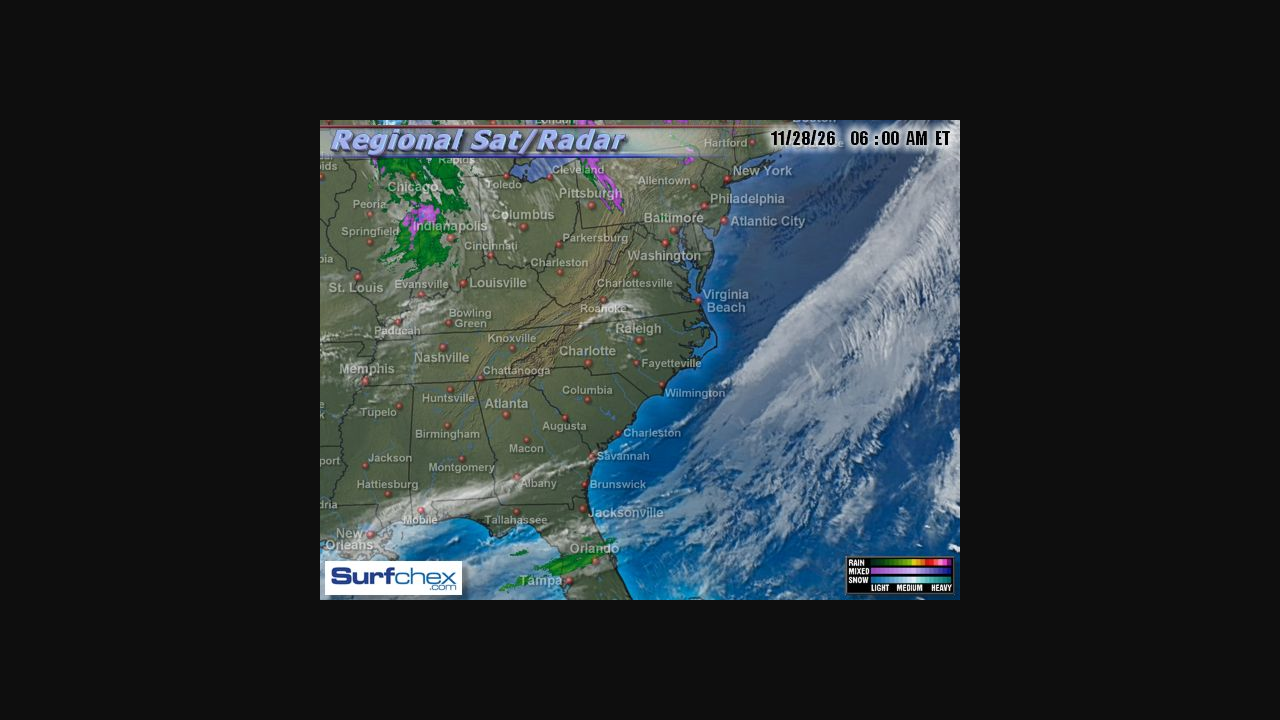 Regional Sat/Radar
11/28/26 06 :00 AM ET
London
Boston
Hartford
Rapids
Cleveland
Toledo
Chicago
Allentown
New York
Pittsburgh
Philadelphia
Peoria
Columbus
Baltimore
Atlantic City
Springfield
Indianapolis
Parkersburg
Cincinnati
Washington
Charleston
St. Louis
Evansville
Louisville
Charlottesville
Virginia
Beach
Roanoke
Bowling
Green
Paducah
Raleigh
Knoxville
Nashville
Charlotte
Fayetteville
Memphis
Chattanooga
Huntsville
Columbia
Wilmington
Tupelo
Atlanta
Birmingham
Augusta
Charleston
Macon
Jackson
Montgomery
Savannah
Hattiesburg
Albany
Brunswick
Mobile
Tallahassee
Jacksonville
New
Orleans
Orlando
Tampa
Surfchex
.com
RAIN
MIXED
SNOW
LIGHT MEDIUM HEAVY